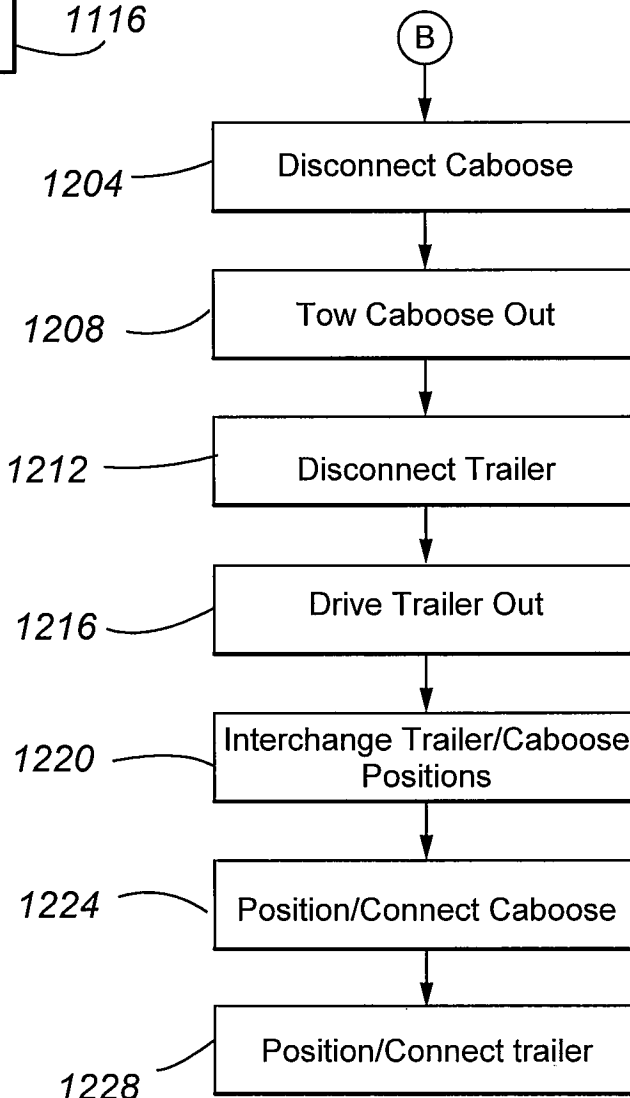 1116
B
1204
Disconnect Caboose
1208
Tow Caboose Out
1212
Disconnect Trailer
1216
Drive Trailer Out
1220
Interchange Trailer/Caboose
Positions
1224
Position/Connect Caboose
1228
Position/Connect trailer